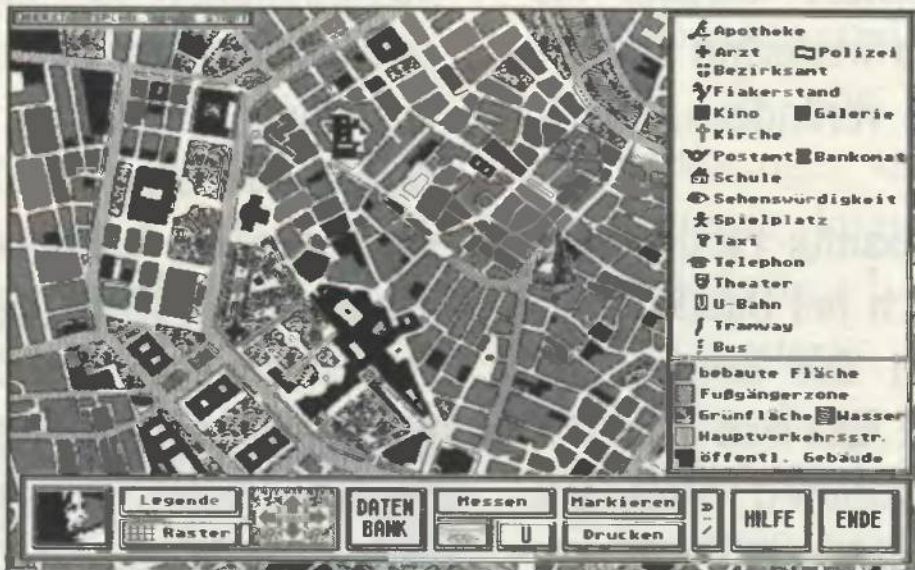 Apotheke
Arzt Polizei
Bezirksamt
Fiakerstand
Kino Galerie
Kirche
Postamt Bankomat
Schule
Sehenswürdigkeit
Spielplatz
Taxi
Telephon
Theater
U U-Bahn
Tramway
Bus
bebaute Fläche
Fußgängerzone
Grünfläche Wasser
Hauptverkehrsstr.
öffentl. Gebäude
Legende
Raster
DATEN
BANK
Messen
U
Markieren
Drucken
HILFE
ENDE